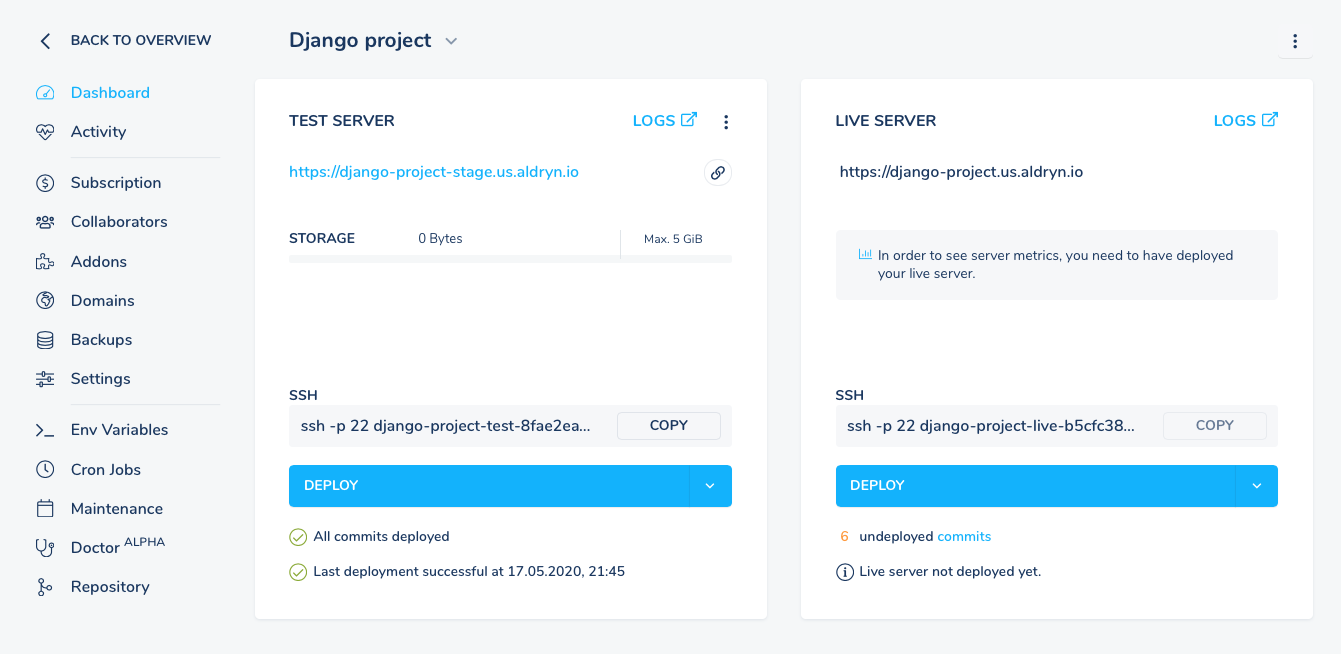 BACK TO OVERVIEW
Django project
Dashboard
Activity
Subscription
Collaborators
Addons
Domains
Backups
Settings
Env Variables
Cron Jobs
Maintenance
Doctor ALPHA
Repository
TEST SERVER
LOGS
https://django-project-stage.us.aldryn.io
STORAGE
0 Bytes
Max. 5 GiB
SSH
ssh -p 22 django-project-test-8fae2ea...
COPY
DEPLOY
All commits deployed
Last deployment successful at 17.05.2020, 21:45
LIVE SERVER
LOGS
https://django-project.us.aldryn.io
In order to see server metrics, you need to have deployed
your live server.
SSH
ssh -p 22 django-project-live-b5cfc38...
COPY
DEPLOY
6 undeployed commits
Live server not deployed yet.